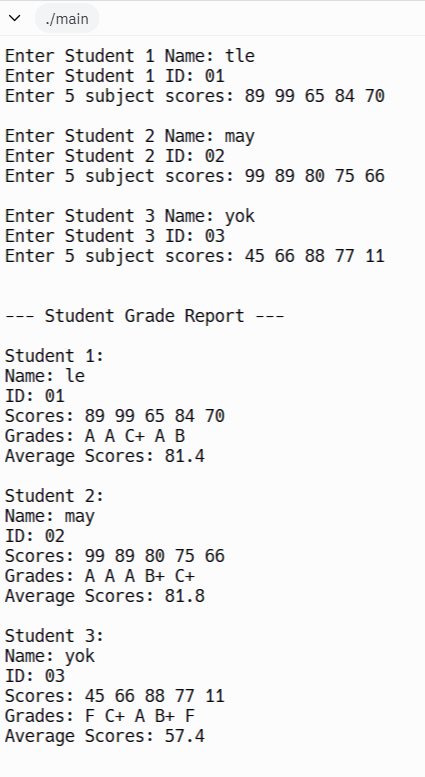 ./main
Enter Student 1 Name: tle
Enter Student 1 ID: 01
Enter 5 subject scores: 89 99 65 84 70
Enter Student 2 Name: may
Enter Student 2 ID: 02
Enter 5 subject scores: 99 89 80 75 66
Enter Student 3 Name: yok
Enter Student 3 ID: 03
Enter 5 subject scores: 45 66 88 77 11
--- Student Grade Report ---
Student 1:
Name: le
ID: 01
Scores: 89 99 65 84 70
Grades: A A C+ A B
Average Scores: 81.4
Student 2:
Name: may
ID: 02
Scores: 99 89 80 75 66
Grades: A A A B+ C+
Average Scores: 81.8
Student 3:
Name: yok
ID: 03
Scores: 45 66 88 77 11
Grades: F C+ A B+ F
Average Scores: 57.4